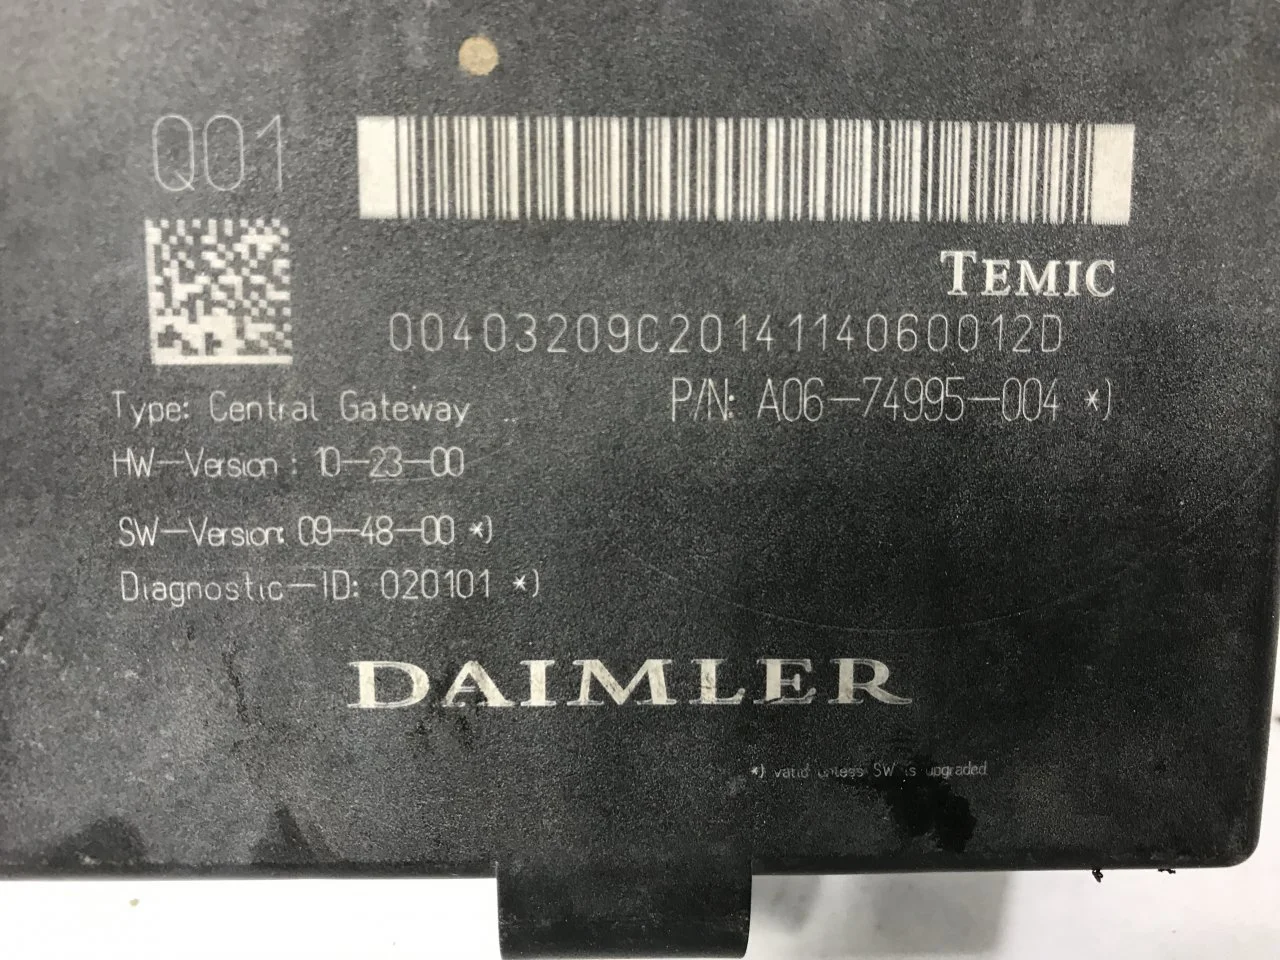 Q01
TEMIC
00403209C2014114060012D
Type: Central Gateway
P/N: A06-74995-004 *)
HW-Version: 10-23-00
SW-Version: 09-48-00 *)
Diagnostic-ID: 020101 *)
DAIMLER
*) valid unless SW is upgraded